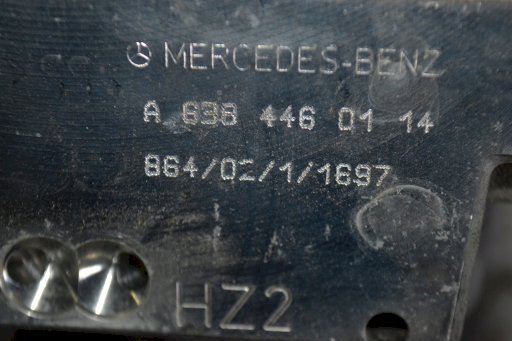 MERCEDES-BENZ
A 638 446 01 14
864/02/1/1697
HZ2